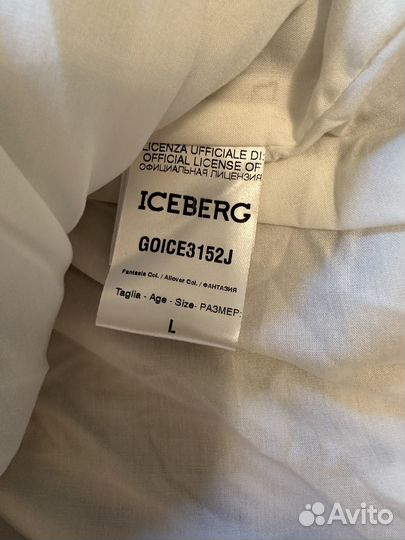 LICENZA UFFICIALE DI:
OFFICIAL LICENSE OF
ОФИЦИАЛЬНАЯ ЛИЦЕНЗИЯ
ICEBERG
GOICE3152J
Fantasia Col. / Allover Col. / ФАНТАЗИЯ
Taglia - Age - Size- РАЗМЕР:
L
Avito